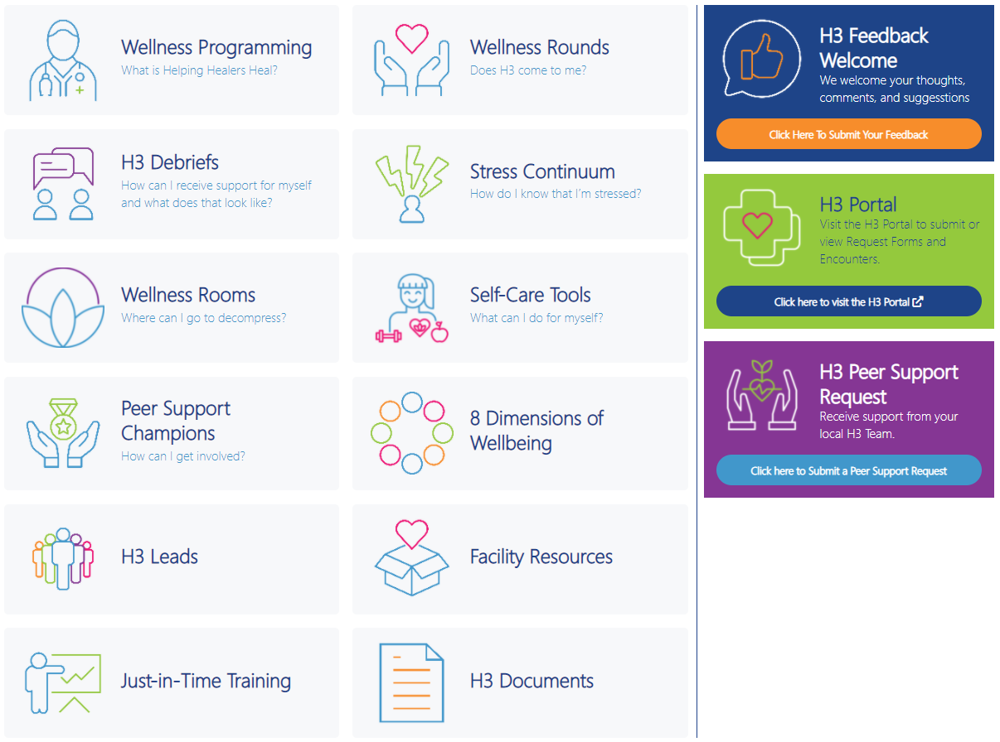 Wellness Programming
What is Helping Healers Heal?
Wellness Rounds
Does H3 come to me?
H3 Debriefs
How can I receive support for myself
and what does that look like?
Stress Continuum
How do I know that I'm stressed?
Wellness Rooms
Where can I go to decompress?
Self-Care Tools
What can I do for myself?
Peer Support
Champions
How can I get involved?
8 Dimensions of
Wellbeing
H3 Leads
Facility Resources
Just-in-Time Training
H3 Documents
H3 Feedback
Welcome
We welcome your thoughts,
comments, and suggesstions
Click Here To Submit Your Feedback
H3 Portal
Visit the H3 Portal to submit or
view Request Forms and
Encounters.
Click here to visit the H3 Portal
H3 Peer Support
Request
Receive support from your
local H3 Team.
Click here to Submit a Peer Support Request